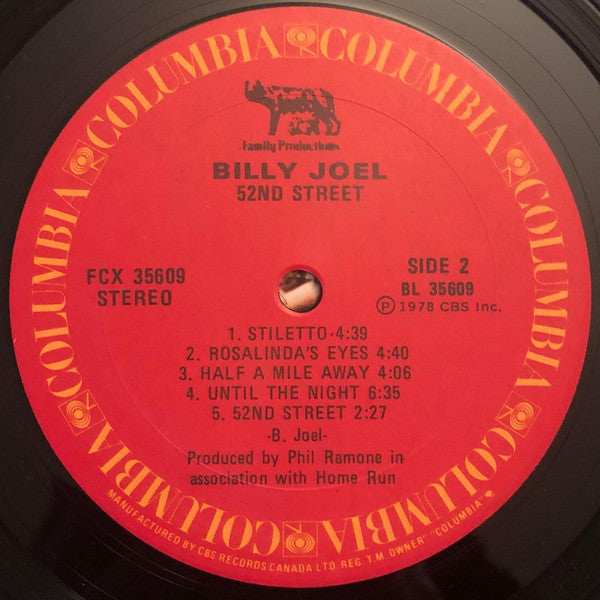 COLUMBIA COLUMBIA COLUMBIA COLUMBIA COLUMBIA COLUMBIA
Family Productions
BILLY JOEL
52ND STREET
FCX 35609
STEREO
SIDE 2
BL 35609
Ⓟ 1978 CBS Inc.
1. STILETTO 4:39
2. ROSALINDA'S EYES 4:40
3. HALF A MILE AWAY 4:06
4. UNTIL THE NIGHT 6:35
5. 52ND STREET 2:27
-B. Joel-
Produced by Phil Ramone in
association with Home Run
MANUFACTURED BY CBS RECORDS CANADA LTD, REG. T.M. OWNER "COLUMBIA"